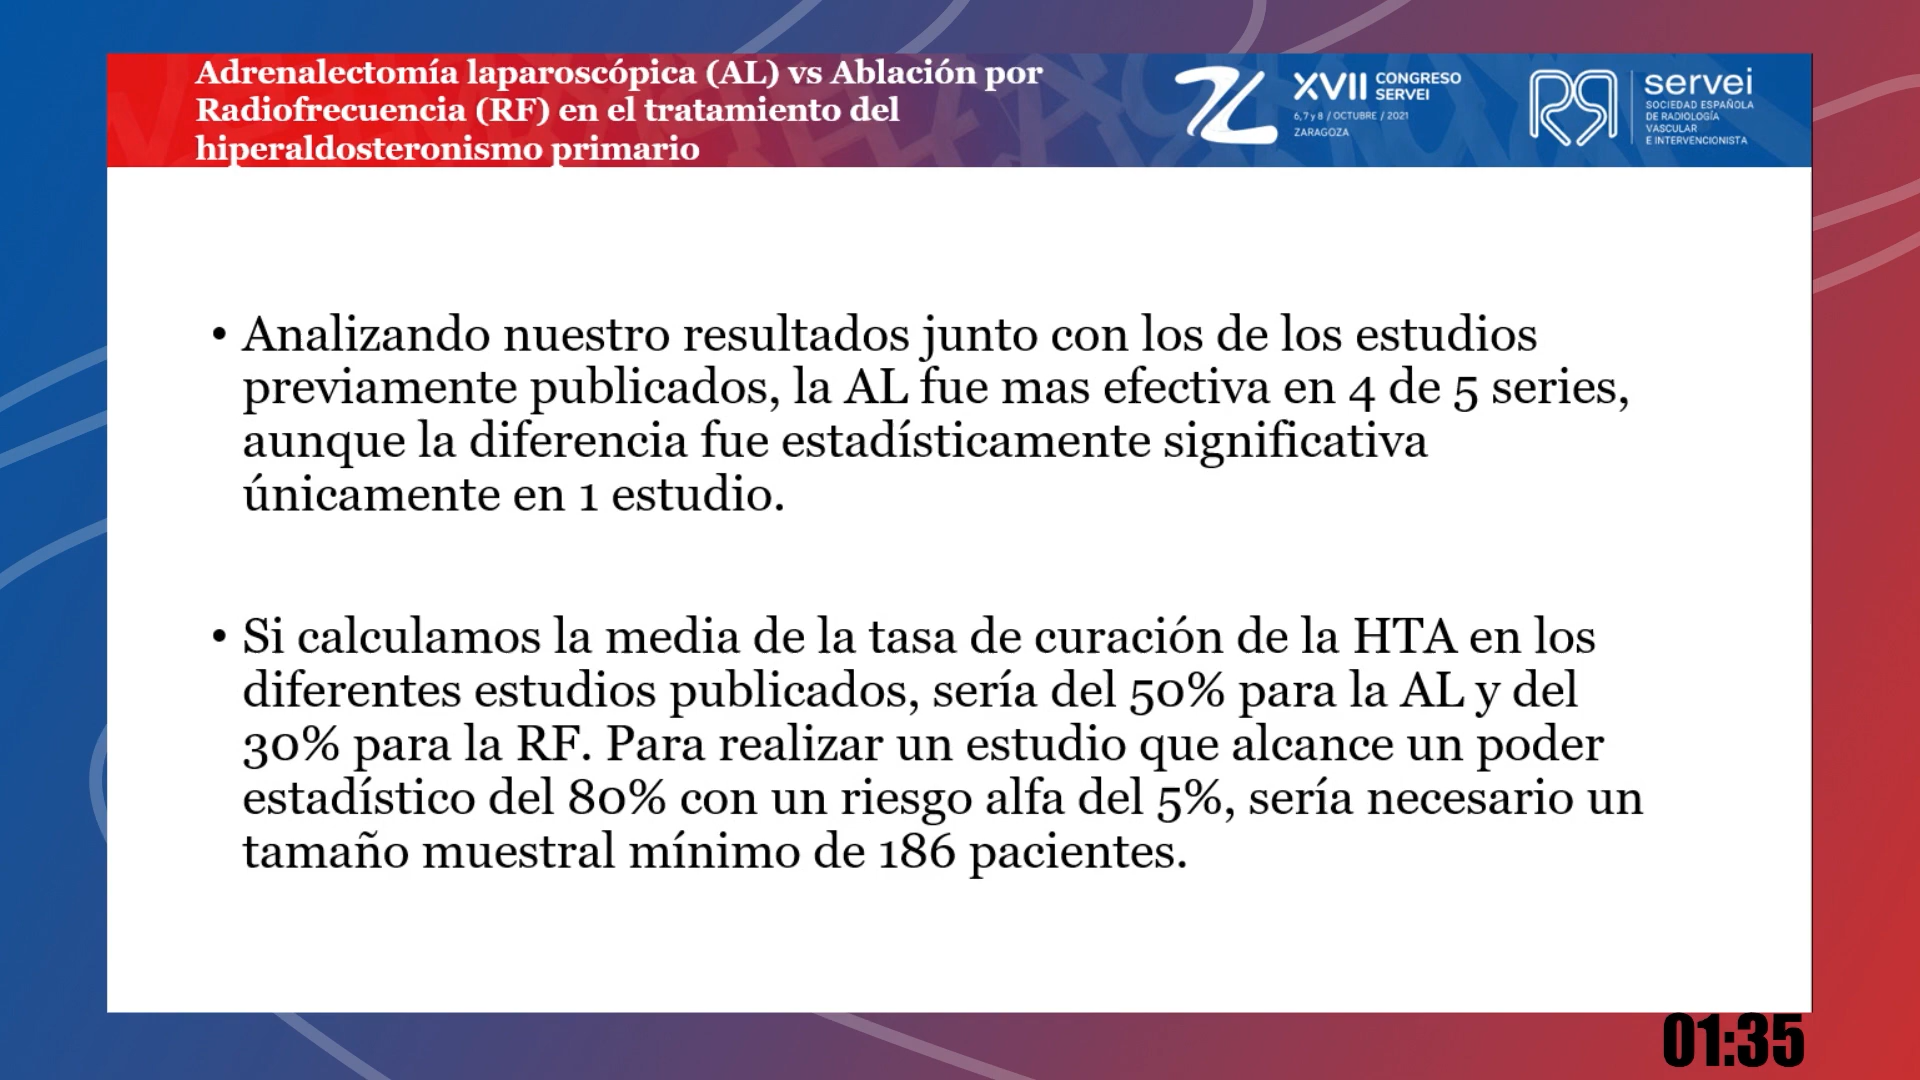 Adrenalectomía laparoscópica (AL) vs Ablación por
Radiofrecuencia (RF) en el tratamiento del
hiperaldosteronismo primario
XVII CONGRESO
SERVEI
6, 7 y 8 / OCTUBRE / 2021
ZARAGOZA
servei
SOCIEDAD ESPAÑOLA
DE RADIOLOGÍA
VASCULAR
E INTERVENCIONISTA
• Analizando nuestro resultados junto con los de los estudios
previamente publicados, la AL fue mas efectiva en 4 de 5 series,
aunque la diferencia fue estadísticamente significativa
únicamente en 1 estudio.
• Si calculamos la media de la tasa de curación de la HTA en los
diferentes estudios publicados, sería del 50% para la AL y del
30% para la RF. Para realizar un estudio que alcance un poder
estadístico del 80% con un riesgo alfa del 5%, sería necesario un
tamaño muestral mínimo de 186 pacientes.
01:35